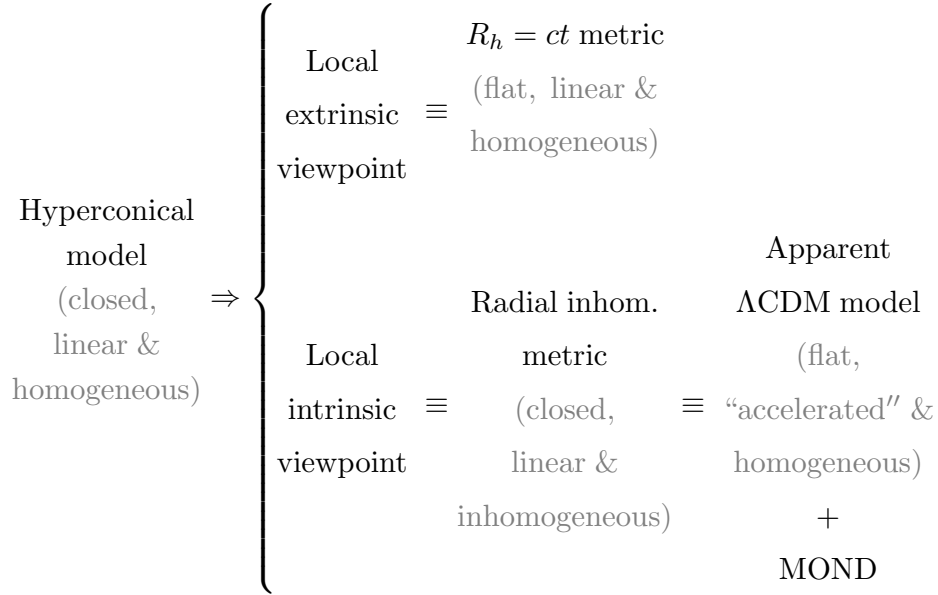 Hyperconical
model
(closed,
linear &
homogeneous)
⇒
Local
extrinsic
viewpoint
≡
R_h = ct metric
(flat, linear &
homogeneous)
Local
intrinsic
viewpoint
≡
Radial inhom.
metric
(closed,
linear &
inhomogeneous)
≡
Apparent
ΛCDM model
(flat,
“accelerated″ &
homogeneous)
+
MOND